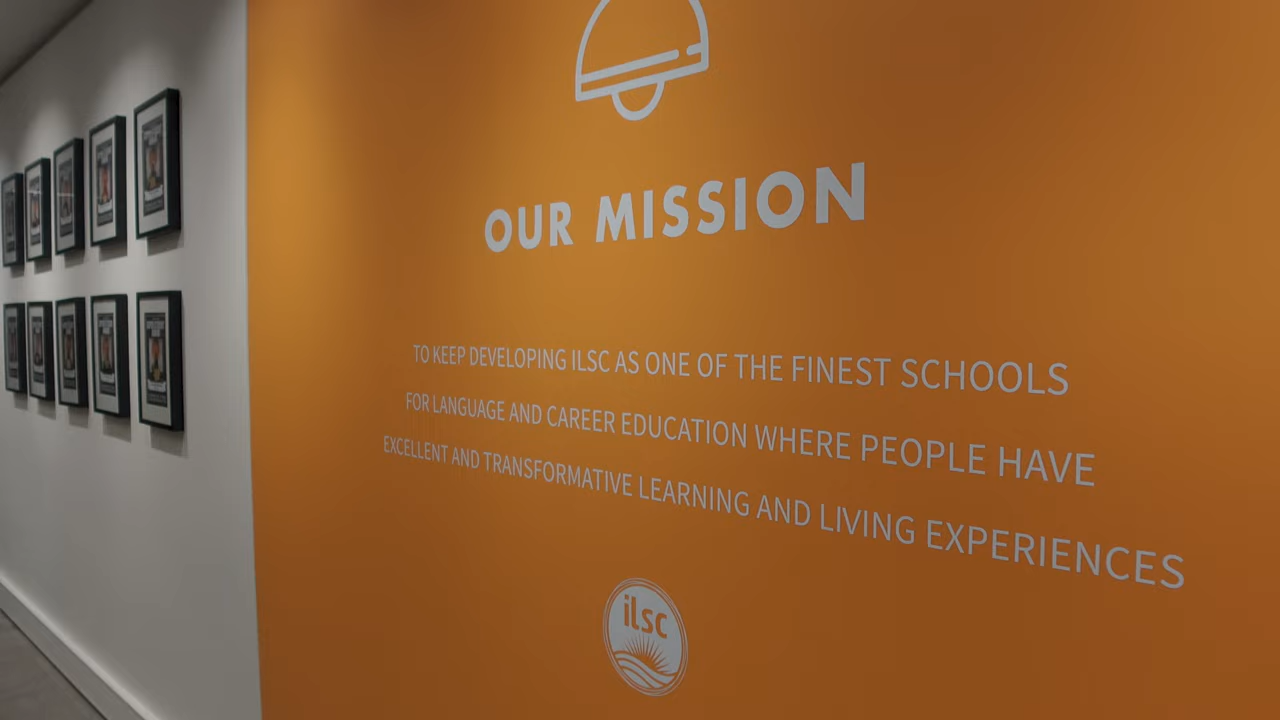 OUR MISSION
TO KEEP DEVELOPING ILSC AS ONE OF THE FINEST SCHOOLS
FOR LANGUAGE AND CAREER EDUCATION WHERE PEOPLE HAVE
EXCELLENT AND TRANSFORMATIVE LEARNING AND LIVING EXPERIENCES
ilsc